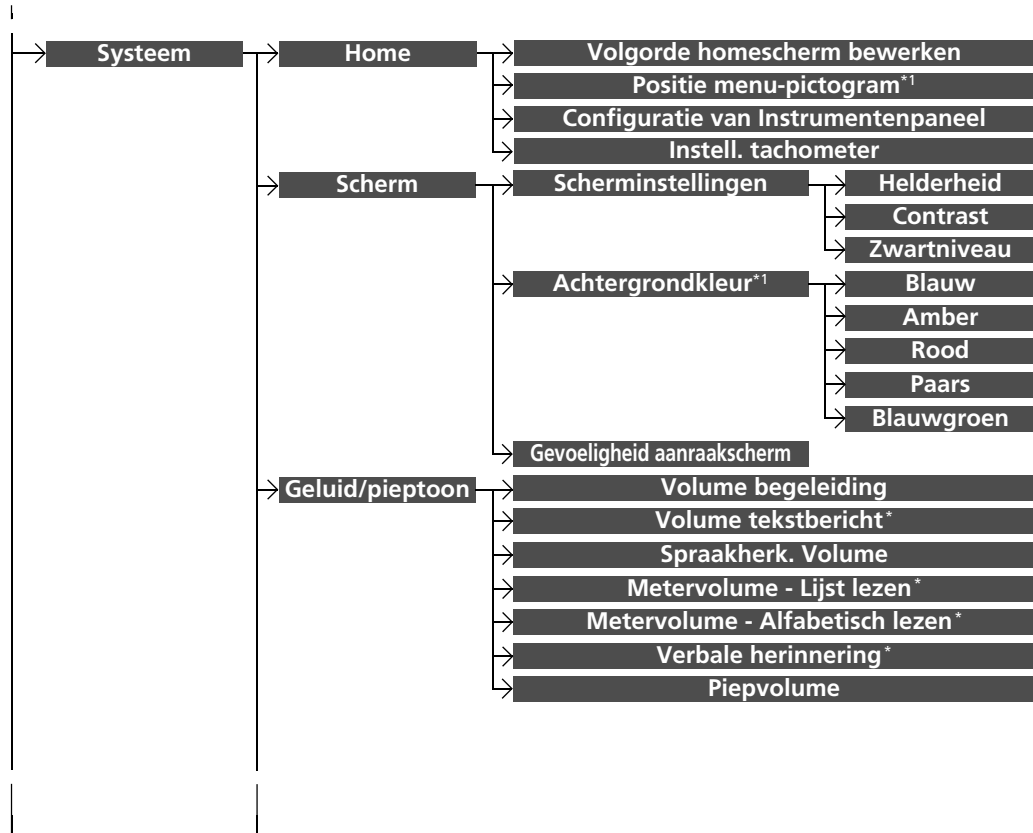 Systeem
Home
Volgorde homescherm bewerken
Positie menu-pictogram*1
Configuratie van Instrumentenpaneel
Instell. tachometer
Scherm
Scherminstellingen
Helderheid
Contrast
Zwartniveau
Achtergrondkleur*1
Blauw
Amber
Rood
Paars
Blauwgroen
Gevoeligheid aanraakscherm
Geluid/pieptoon
Volume begeleiding
Volume tekstbericht*
Spraakherk. Volume
Metervolume - Lijst lezen*
Metervolume - Alfabetisch lezen*
Verbale herinnering*
Piepvolume